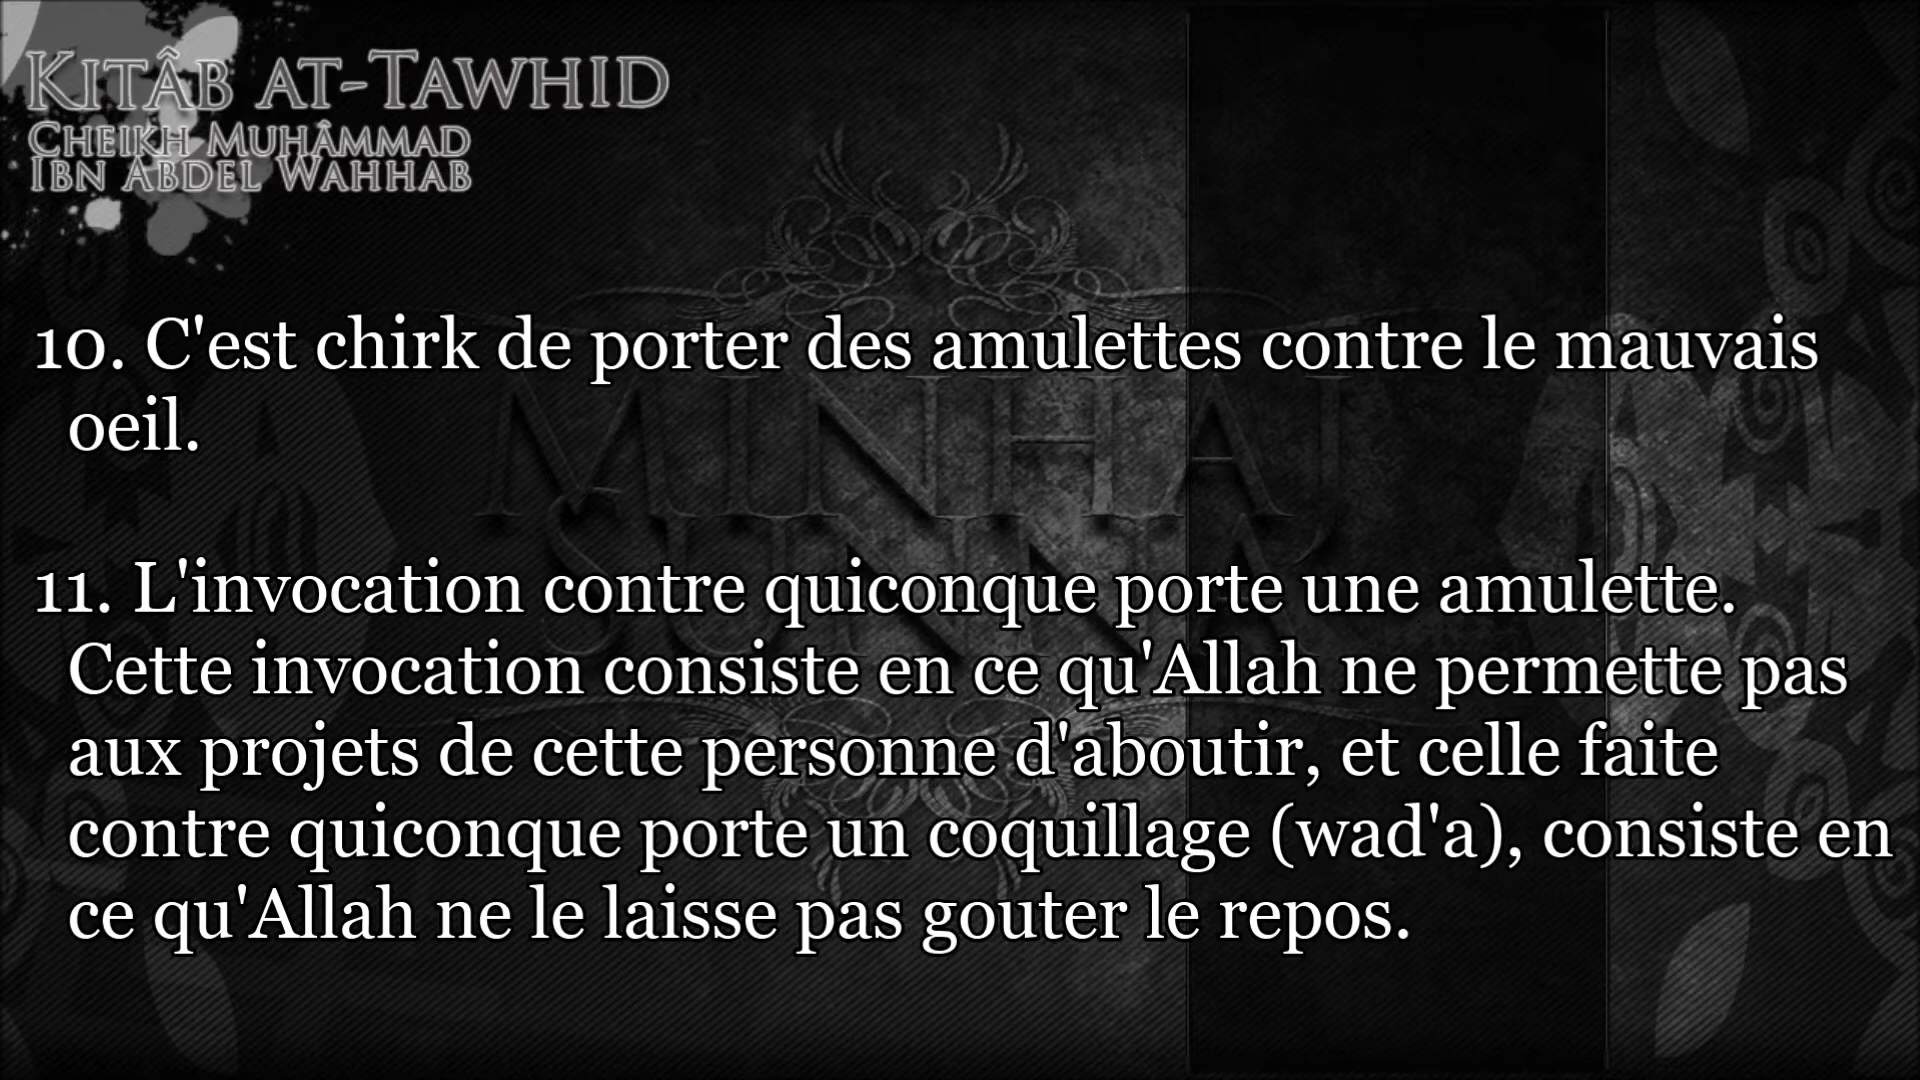 KITÂB AT-TAWHID
CHEIKH MUHÂMMAD
IBN ABDEL WAHHAB
10. C'est chirk de porter des amulettes contre le mauvais
oeil.
MINHAJ
SUNNA
11. L'invocation contre quiconque porte une amulette.
Cette invocation consiste en ce qu'Allah ne permette pas
aux projets de cette personne d'aboutir, et celle faite
contre quiconque porte un coquillage (wad'a), consiste en
ce qu'Allah ne le laisse pas gouter le repos.